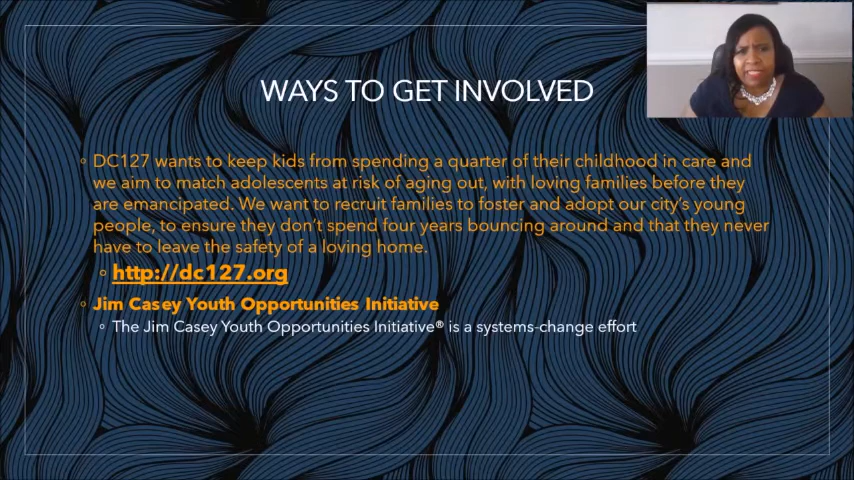 WAYS TO GET INVOLVED
DC127 wants to keep kids from spending a quarter of their childhood in care and
we aim to match adolescents at risk of aging out, with loving families before they
are emancipated. We want to recruit families to foster and adopt our city's young
people, to ensure they don't spend four years bouncing around and that they never
have to leave the safety of a loving home.
http://dc127.org
Jim Casey Youth Opportunities Initiative
The Jim Casey Youth Opportunities Initiative® is a systems-change effort